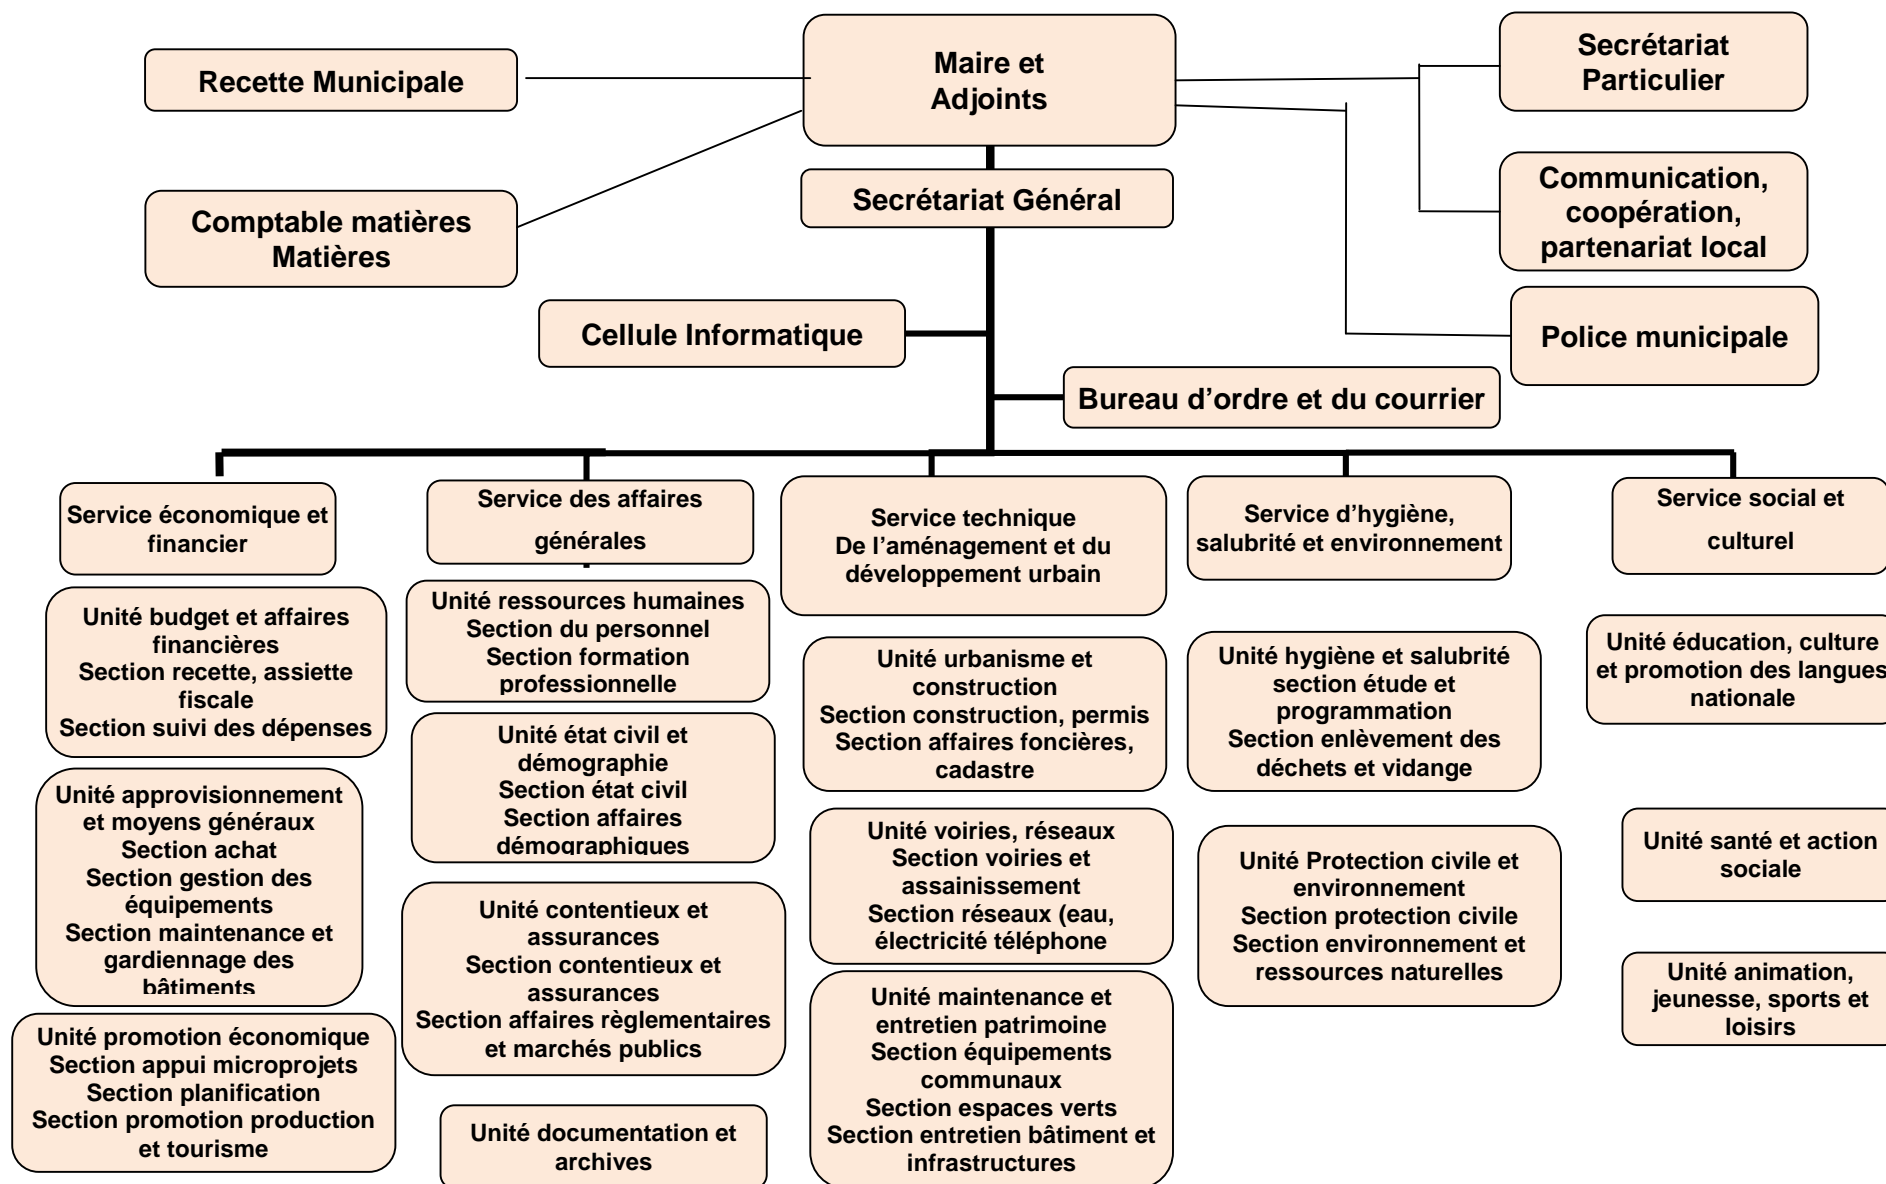 Maire et
Adjoints
Recette Municipale
Secrétariat
Particulier
Secrétariat Général
Comptable matières
Matières
Communication,
coopération,
partenariat local
Cellule Informatique
Police municipale
Bureau d’ordre et du courrier
Service économique et
financier
Unité budget et affaires
financières
Section recette, assiette
fiscale
Section suivi des dépenses
Unité approvisionnement
et moyens généraux
Section achat
Section gestion des
équipements
Section maintenance et
gardiennage des
bâtiments
Unité promotion économique
Section appui microprojets
Section planification
Section promotion production
et tourisme
Service des affaires
générales
Unité ressources humaines
Section du personnel
Section formation
professionnelle
Unité état civil et
démographie
Section état civil
Section affaires
démographiques
Unité contentieux et
assurances
Section contentieux et
assurances
Section affaires règlementaires
et marchés publics
Unité documentation et
archives
Service technique
De l’aménagement et du
développement urbain
Unité urbanisme et
construction
Section construction, permis
Section affaires foncières,
cadastre
Unité voiries, réseaux
Section voiries et
assainissement
Section réseaux (eau,
électricité téléphone
Unité maintenance et
entretien patrimoine
Section équipements
communaux
Section espaces verts
Section entretien bâtiment et
infrastructures
Service d’hygiène,
salubrité et environnement
Unité hygiène et salubrité
section étude et
programmation
Section enlèvement des
déchets et vidange
Unité Protection civile et
environnement
Section protection civile
Section environnement et
ressources naturelles
Service social et
culturel
Unité éducation, culture
et promotion des langues
nationale
Unité santé et action
sociale
Unité animation,
jeunesse, sports et
loisirs